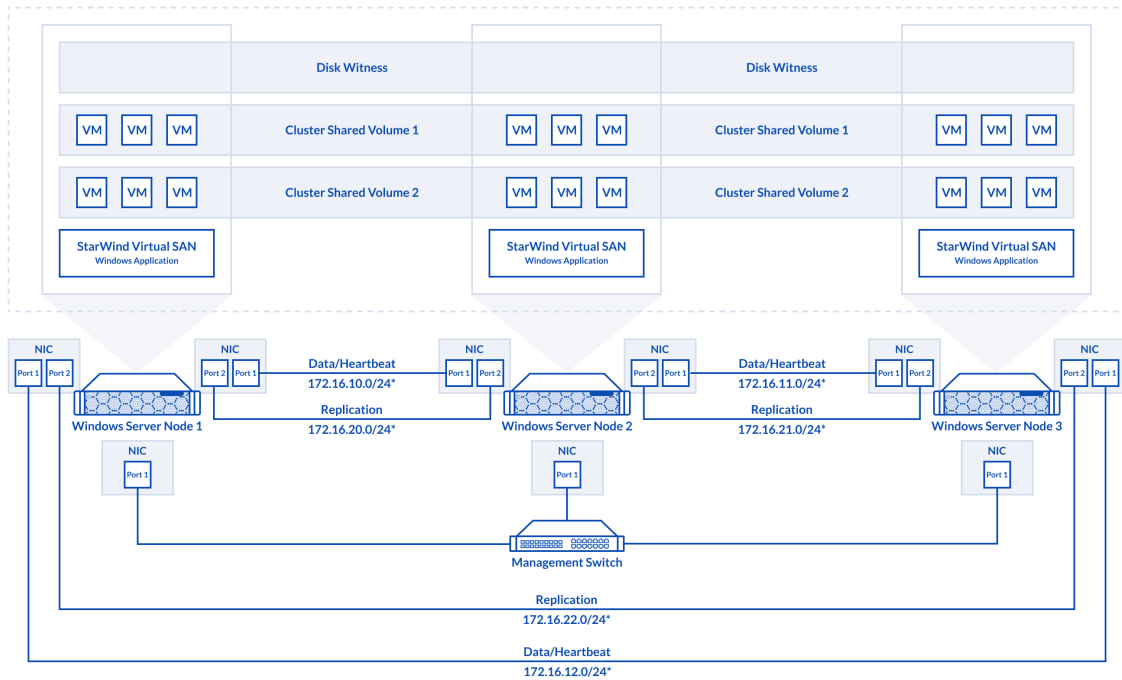 Disk Witness
Disk Witness
VM VM VM
Cluster Shared Volume 1
VM VM VM
Cluster Shared Volume 1
VM VM VM
VM VM VM
Cluster Shared Volume 2
VM VM VM
Cluster Shared Volume 2
VM VM VM
StarWind Virtual SAN
Windows Application
StarWind Virtual SAN
Windows Application
StarWind Virtual SAN
Windows Application
NIC
Port 1 Port 2
NIC
Port 2 Port 1
Data/Heartbeat
172.16.10.0/24*
NIC
Port 1 Port 2
NIC
Port 2 Port 1
Data/Heartbeat
172.16.11.0/24*
NIC
Port 2 Port 1
NIC
Port 2 Port 1
Replication
172.16.20.0/24*
Replication
172.16.21.0/24*
Windows Server Node 1
Windows Server Node 2
Windows Server Node 3
NIC
Port 1
NIC
Port 1
NIC
Port 1
Management Switch
Replication
172.16.22.0/24*
Data/Heartbeat
172.16.12.0/24*